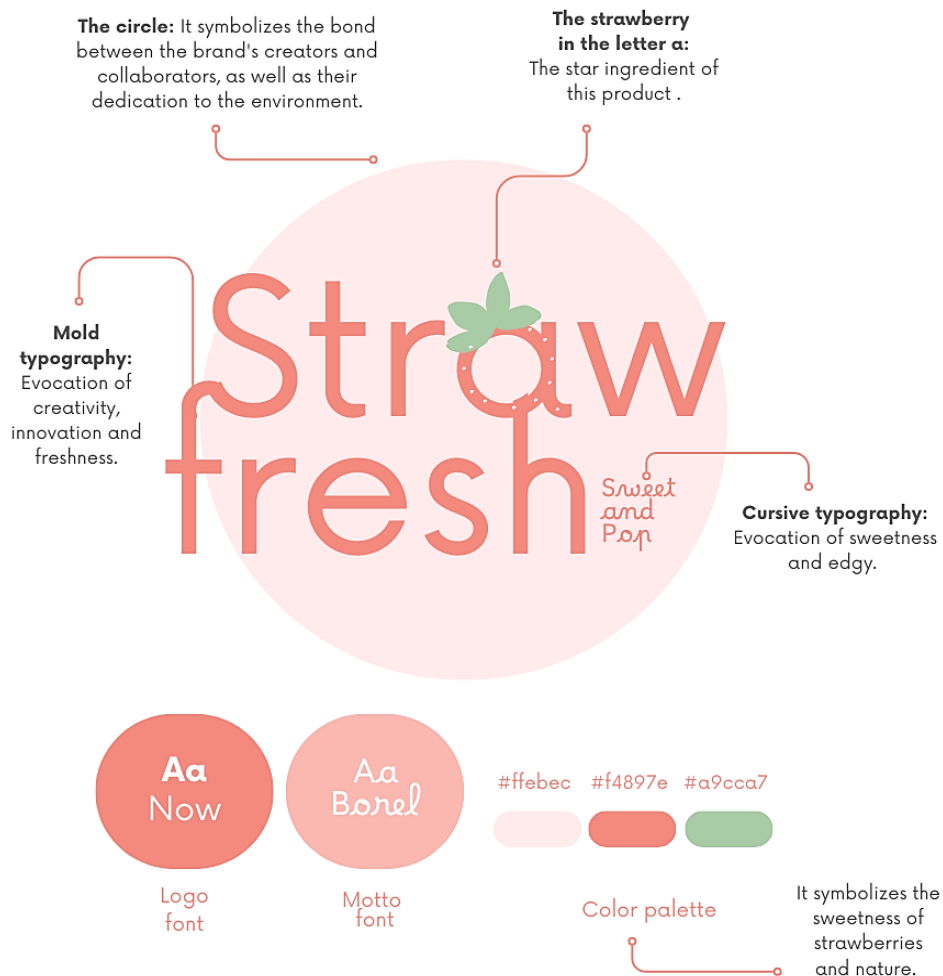 The circle: It symbolizes the bond
between the brand's creators and
collaborators, as well as their
dedication to the environment.
The strawberry
in the letter a:
The star ingredient of
this product .
Mold
typography:
Evocation of
creativity,
innovation and
freshness.
Straw
fresh
Sweet
and
Pop
Cursive typography:
Evocation of sweetness
and edgy.
Aa
Now
Logo
font
Aa
Borel
Motto
font
#ffebec #f4897e #a9cca7
Color palette
It symbolizes the
sweetness of
strawberries
and nature.